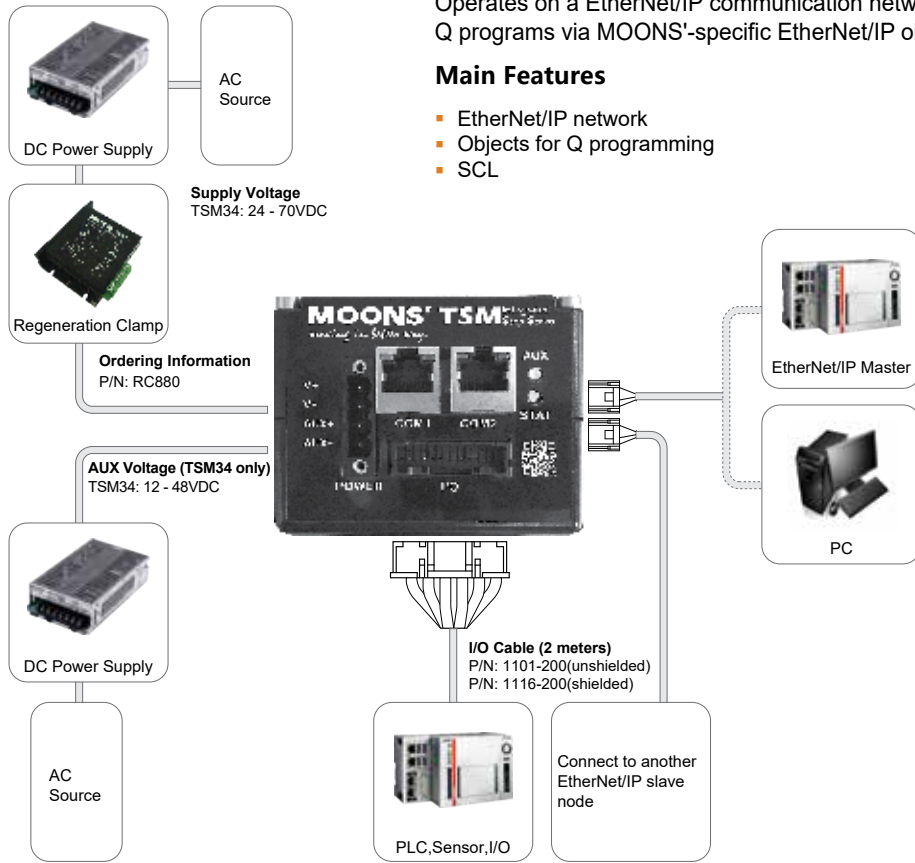 Operates on a EtherNet/IP communication
Q programs via MOONS'-specific EtherNet/IP
Main Features
▪ EtherNet/IP network
▪ Objects for Q programming
▪ SCL
AC
Source
DC Power Supply
Supply Voltage
TSM34: 24 - 70VDC
Regeneration Clamp
Ordering Information
P/N: RC880
MOONS' TSM
moving in better ways
AUX
STAT
V+
V-
AUX+
AUX-
COM1 COM2
POWER I/O
EtherNet/IP Master
PC
AUX Voltage (TSM34 only)
TSM34: 12 - 48VDC
DC Power Supply
AC
Source
I/O Cable (2 meters)
P/N: 1101-200(unshielded)
P/N: 1116-200(shielded)
PLC,Sensor,I/O
Connect to another
EtherNet/IP slave
node